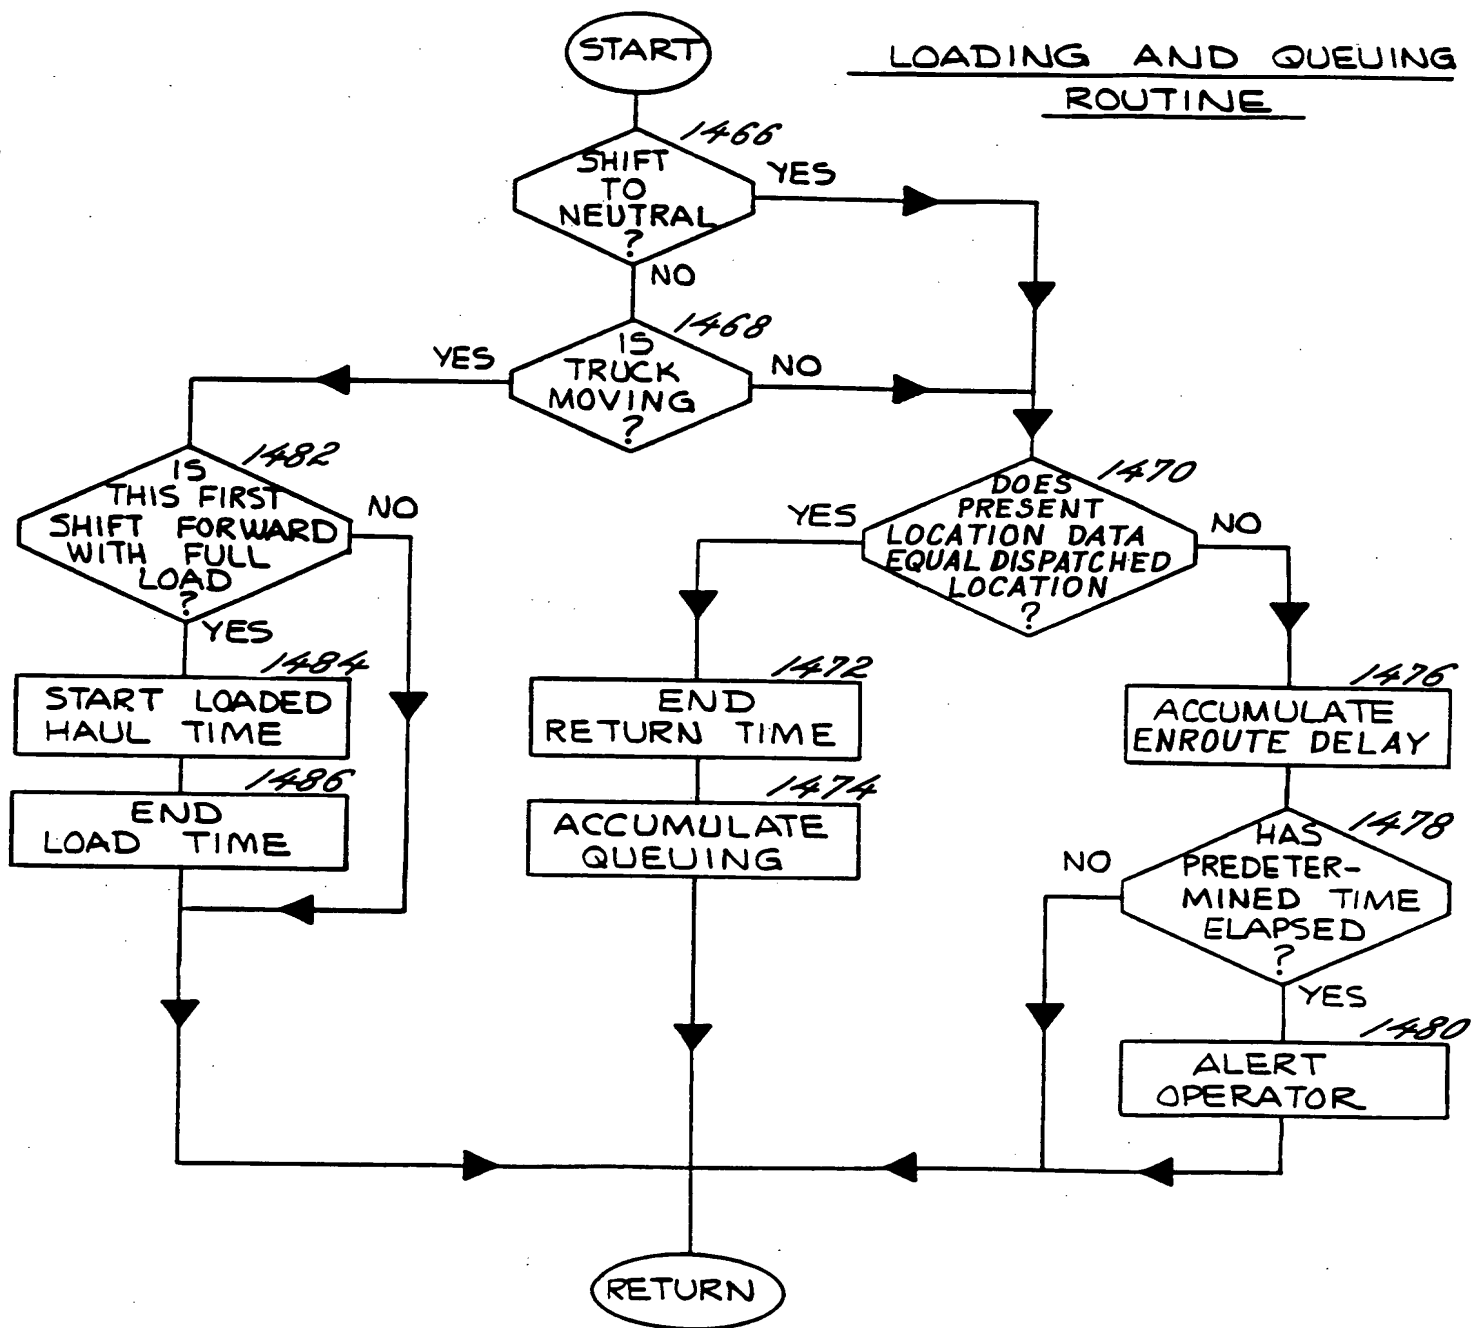 START
LOADING AND QUEUING
ROUTINE
1466
SHIFT
TO
NEUTRAL
?
YES
NO
1468
IS
TRUCK
MOVING
?
YES
NO
1482
IS
THIS FIRST
SHIFT FORWARD
WITH FULL
LOAD
?
NO
YES
1470
DOES
PRESENT
LOCATION DATA
EQUAL DISPATCHED
LOCATION
?
YES
NO
1484
START LOADED
HAUL TIME
1486
END
LOAD TIME
1472
END
RETURN TIME
1474
ACCUMULATE
QUEUING
1476
ACCUMULATE
ENROUTE DELAY
1478
HAS
PREDETER-
MINED TIME
ELAPSED
?
NO
YES
1480
ALERT
OPERATOR
RETURN